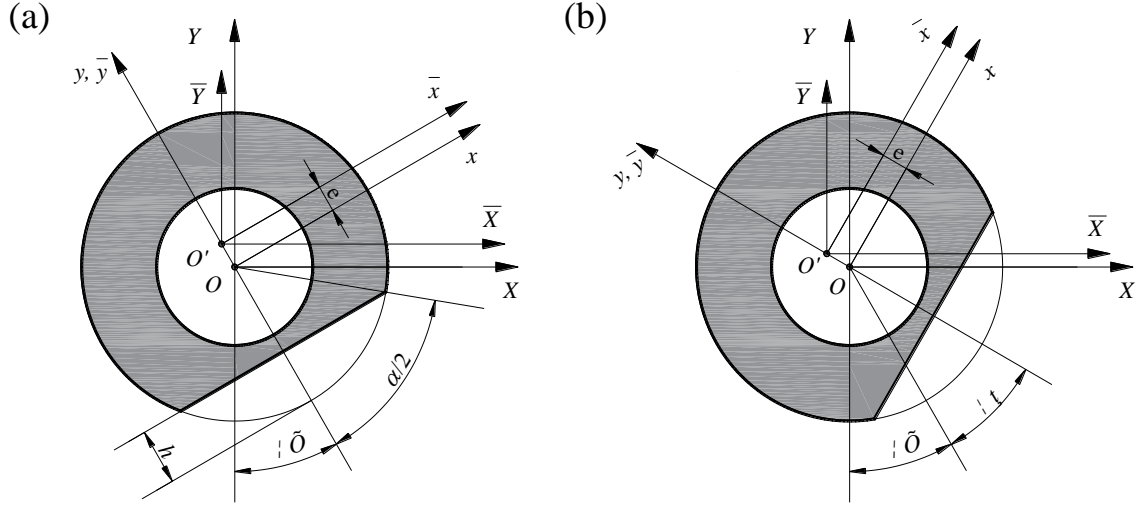 (a)
(b)
Y
Y
y, y̅
Y̅
x̅
x
e
X̅
X
O'
O
α/2
h
¦ Õ
x̅
x
Y̅
e
y, y̅
X̅
X
O'
O
¦ t
¦ Õ